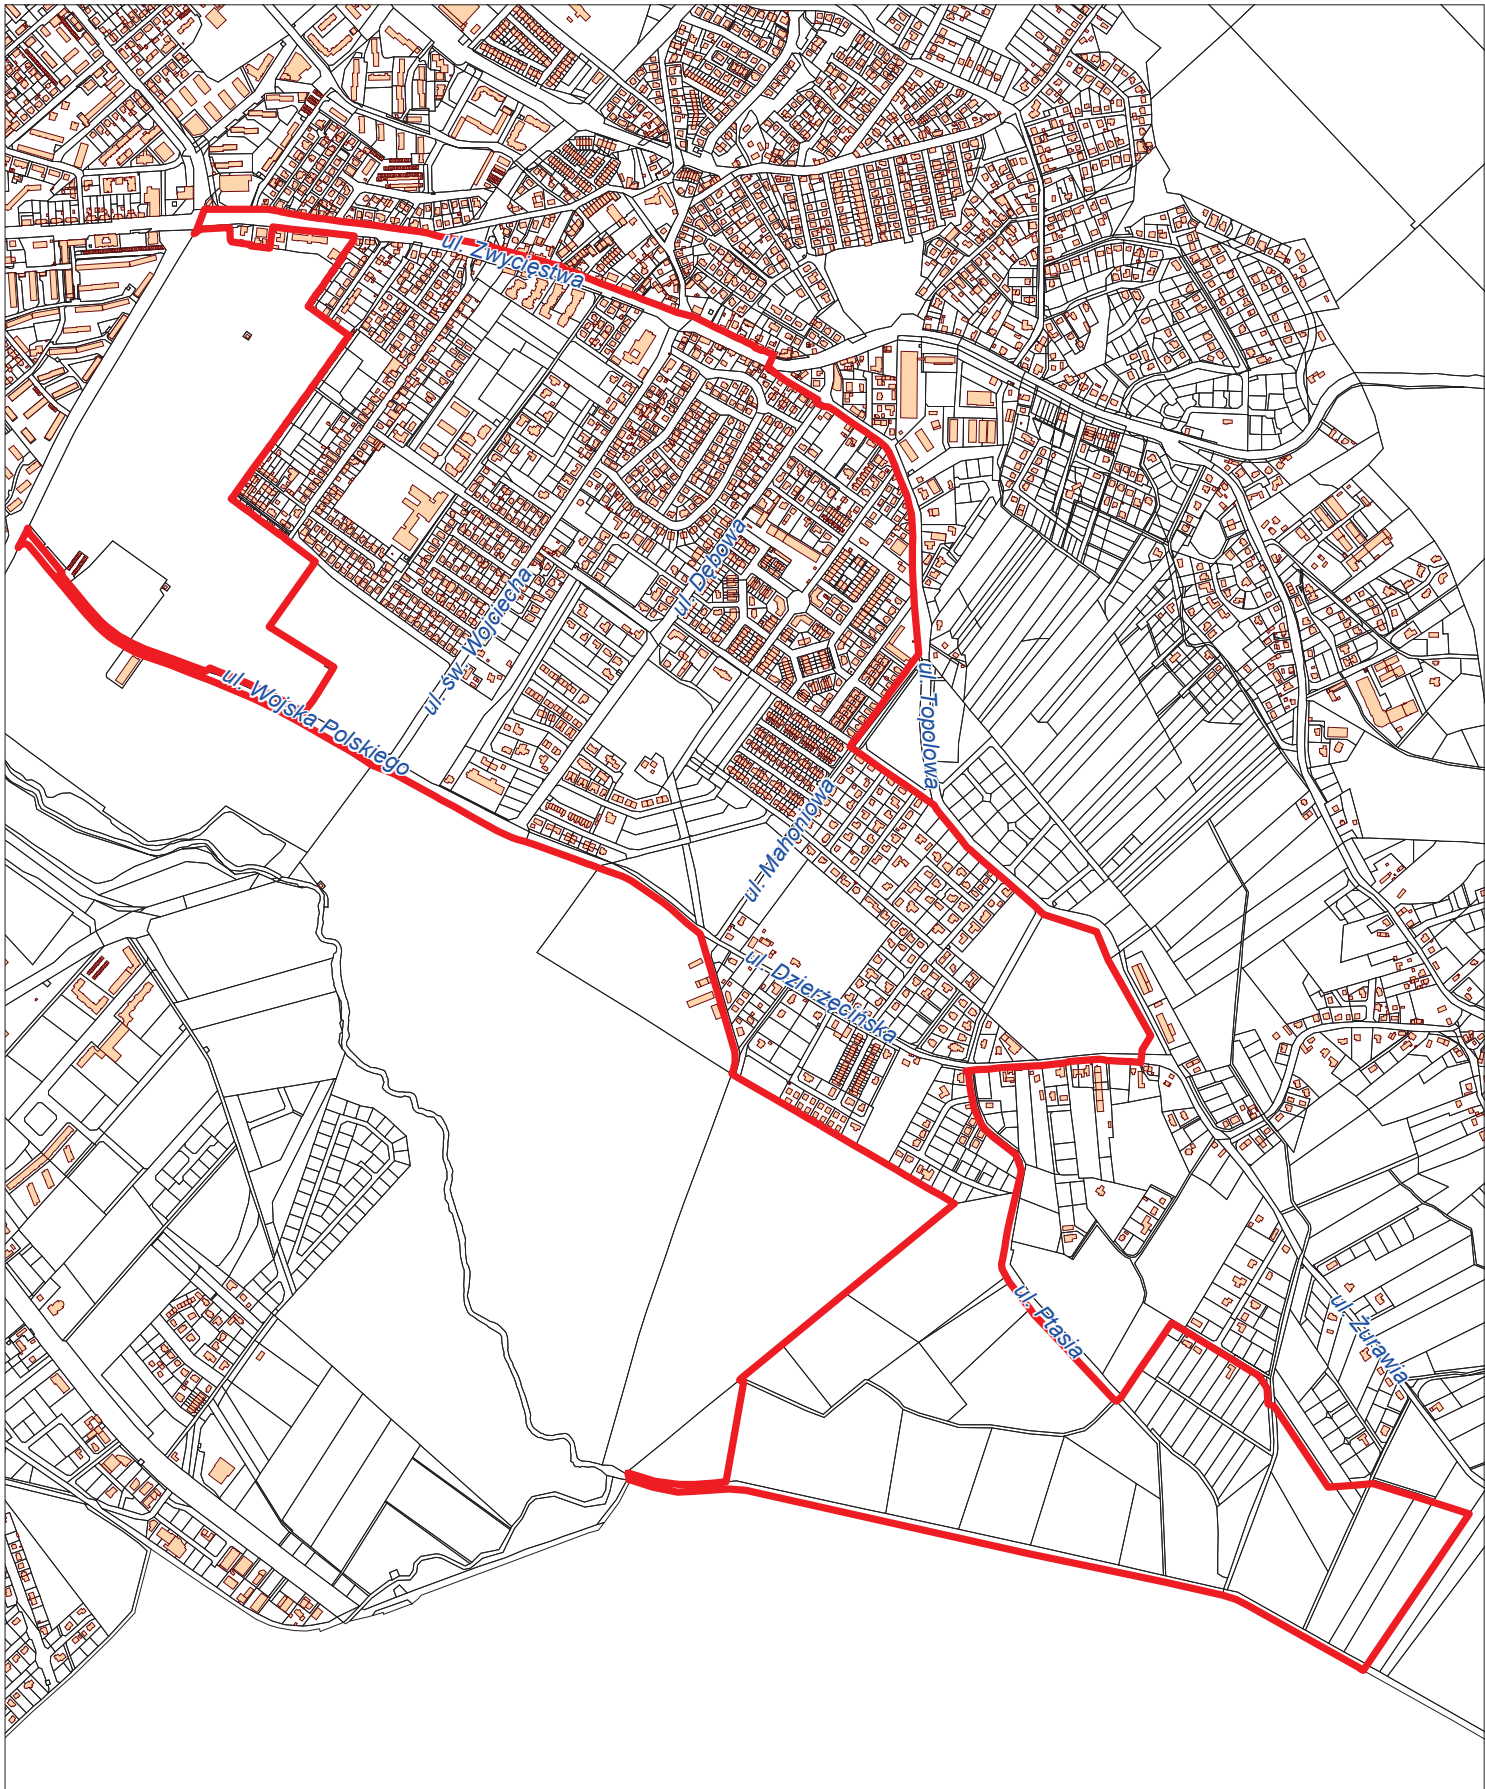 ul. Zwycięstwa
ul. Dębowa
ul. św. Wojciecha
ul. Wojska Polskiego
ul. Topolowa
ul. Mahoniowa
ul. Dzierżęcińska
ul. Ptasia
ul. Żurawia